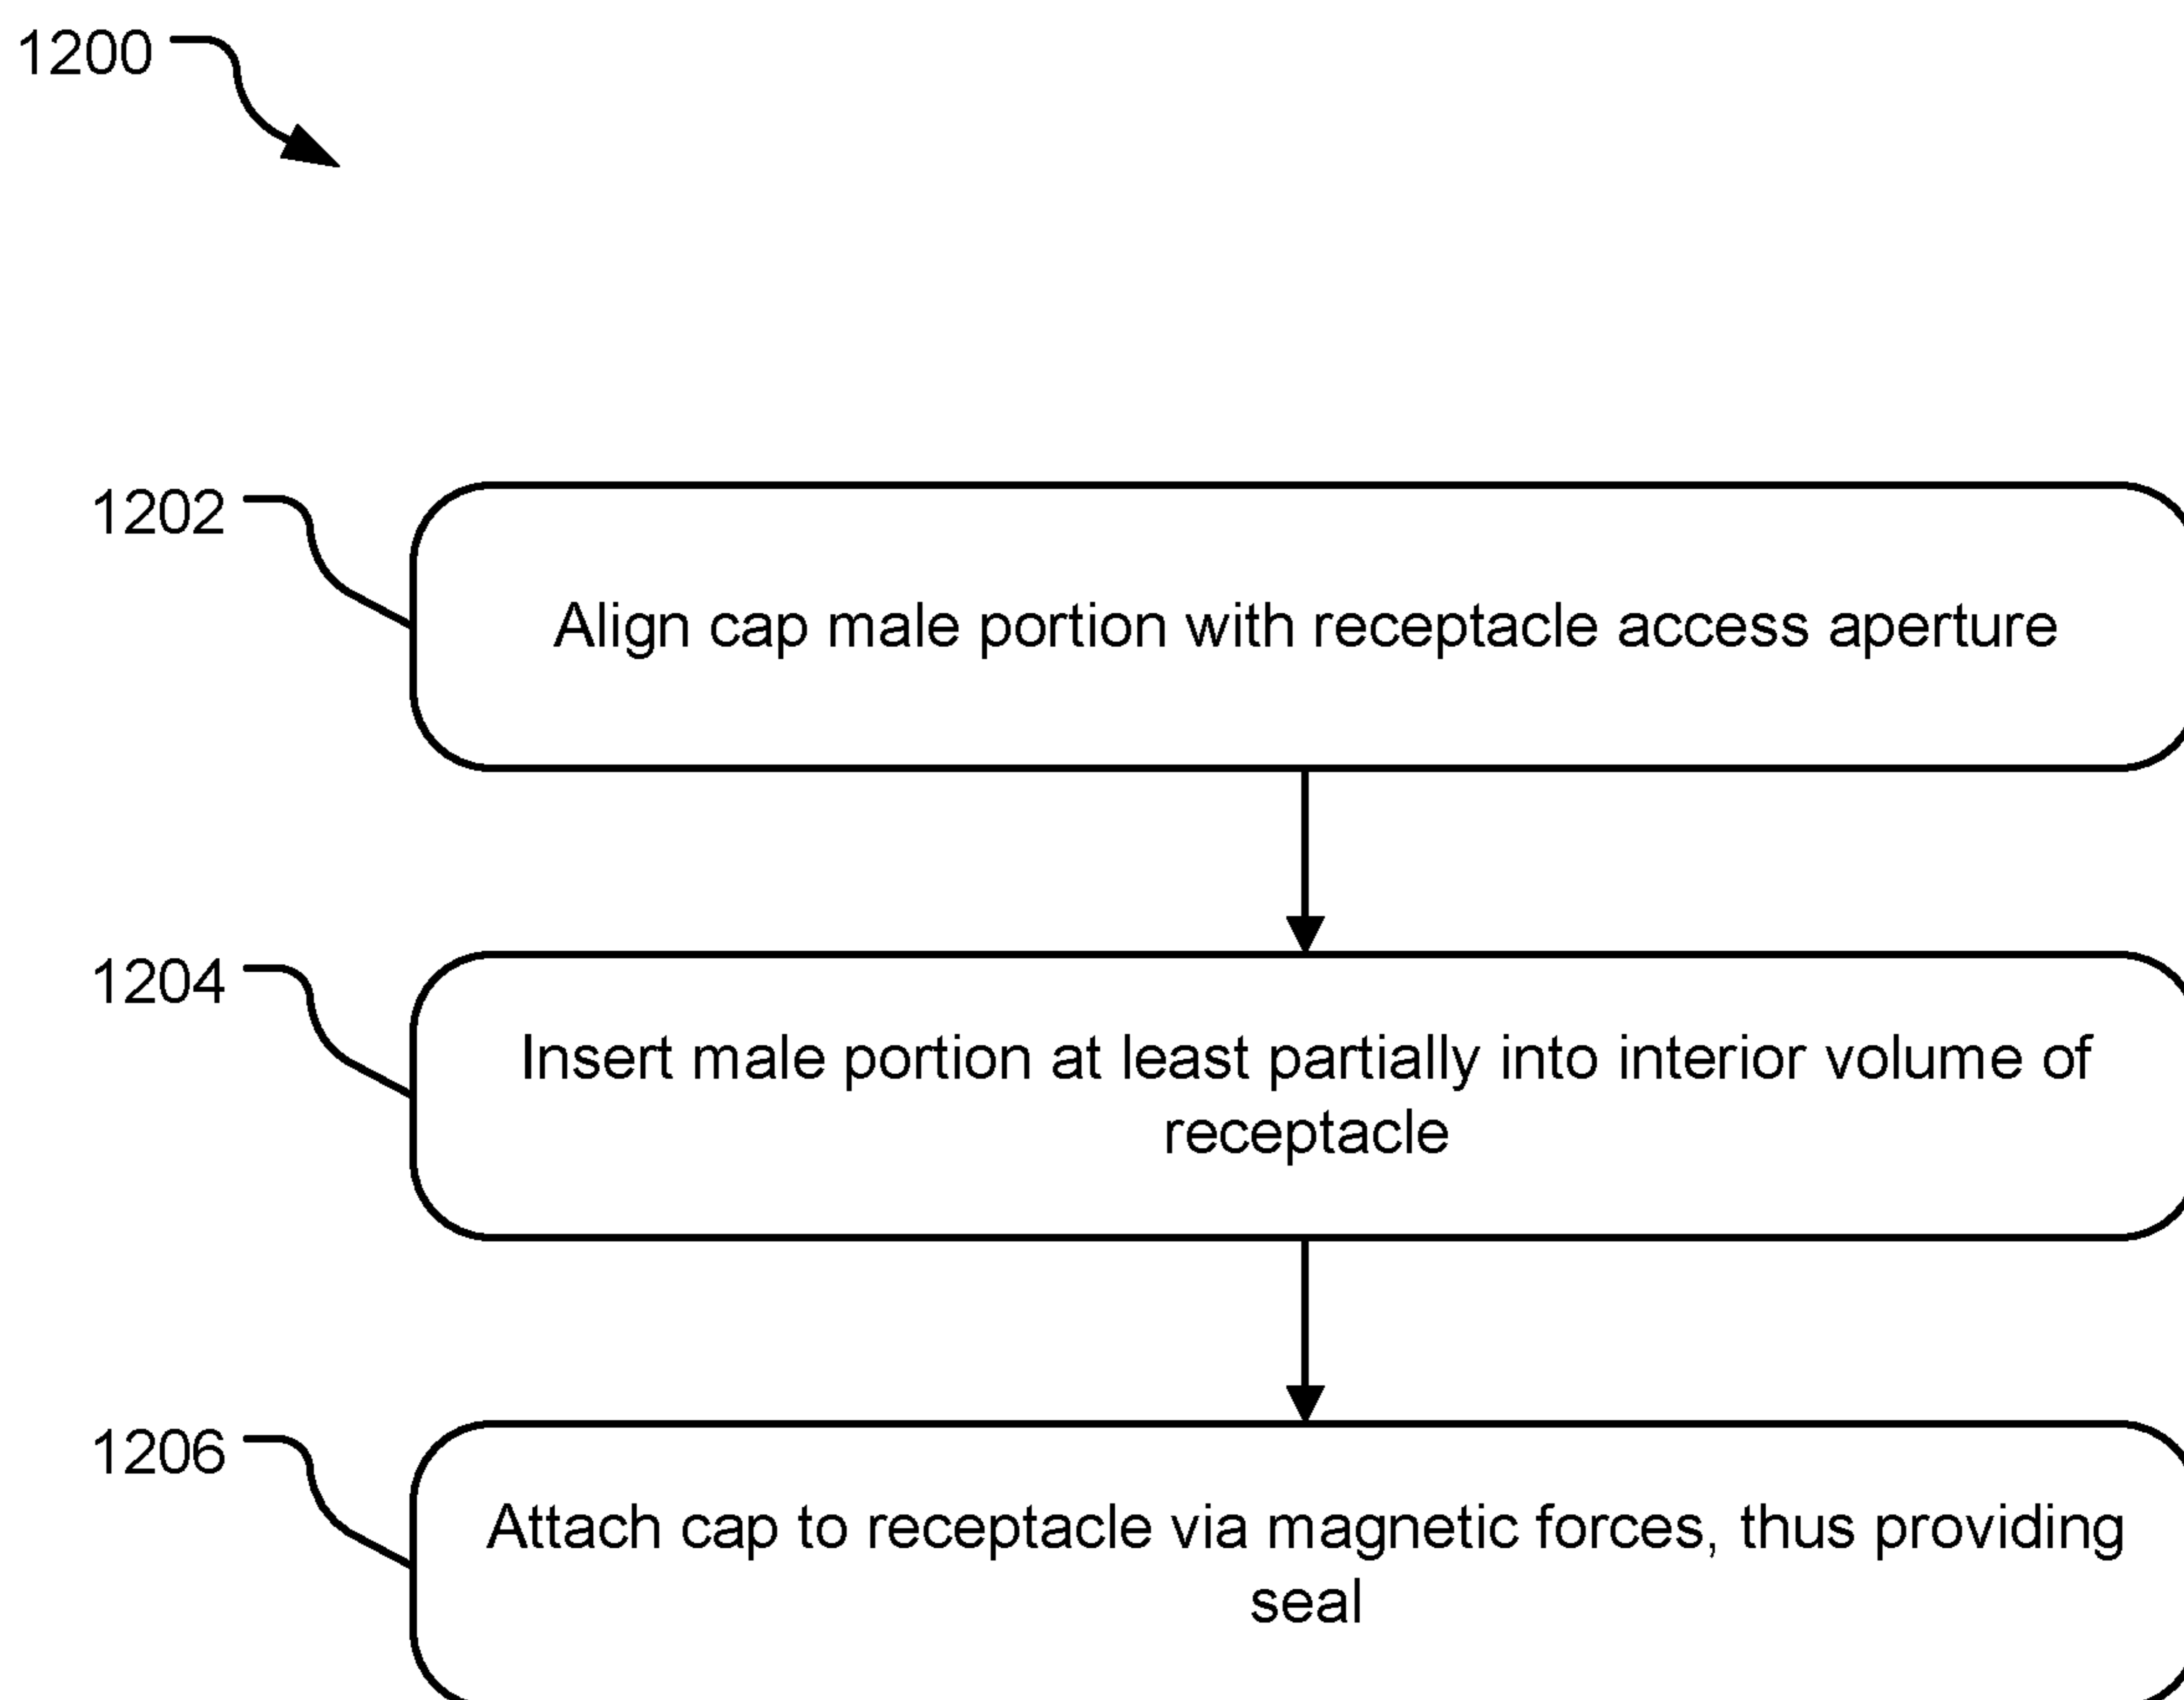 1200
1202
Align cap male portion with receptacle access aperture
1204
Insert male portion at least partially into interior volume of
receptacle
1206
Attach cap to receptacle via magnetic forces, thus providing
seal